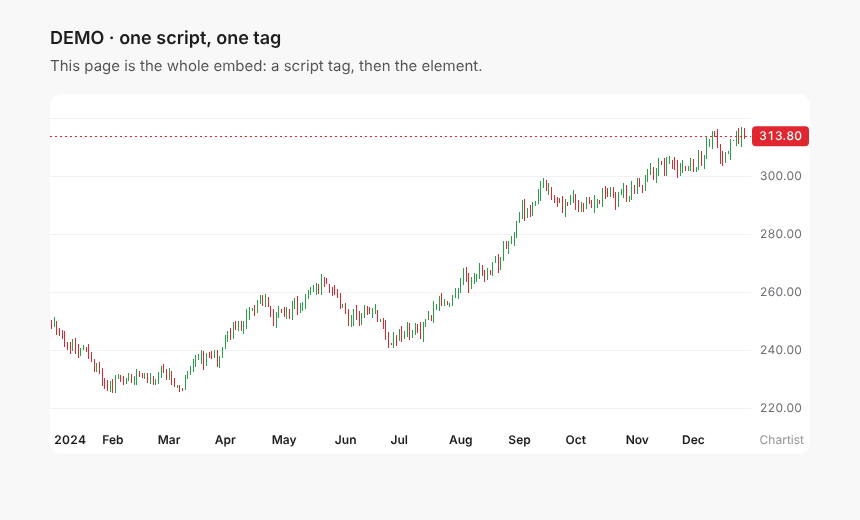 DEMO · one script, one tag
This page is the whole embed: a script tag, then the element.
313.80
300.00
280.00
260.00
240.00
220.00
2024 Feb Mar Apr May Jun Jul Aug Sep Oct Nov Dec Chartist